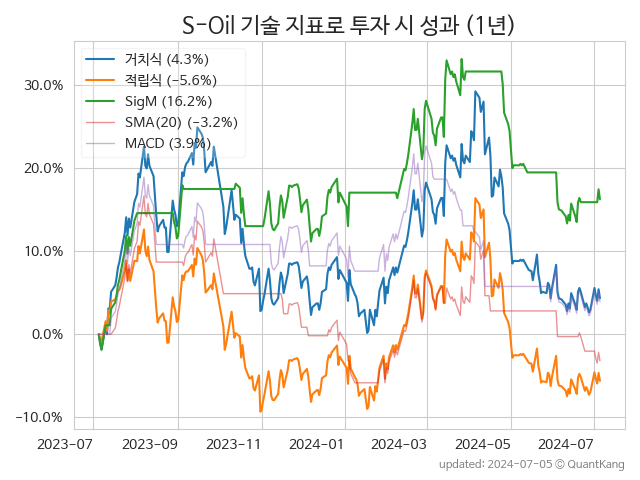 S-Oil 기술 지표로 투자 시 성과 (1년)
거치식 (4.3%)
적립식 (−5.6%)
SigM (16.2%)
SMA(20) (−3.2%)
MACD (3.9%)
30.0%
20.0%
10.0%
0.0%
−10.0%
2023-07 2023-09 2023-11 2024-01 2024-03 2024-05 2024-07
updated: 2024-07-05 © QuantKang